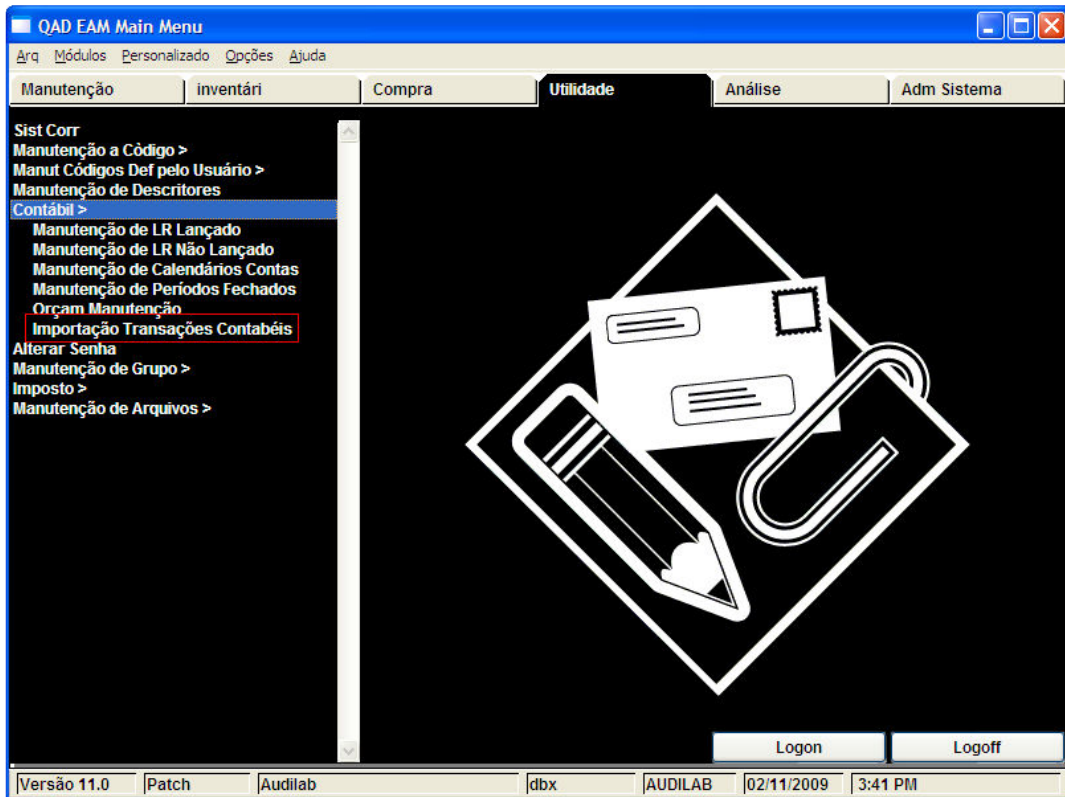 QAD EAM Main Menu
Arq Módulos Personalizado Opções Ajuda
Manutenção inventári Compra Utilidade Análise Adm Sistema
Sist Corr
Manutenção a Còdigo >
Manut Códigos Def pelo Usuário >
Manutenção de Descritores
Contábil >
Manutenção de LR Lançado
Manutenção de LR Não Lançado
Manutenção de Calendários Contas
Manutenção de Períodos Fechados
Orçam Manutenção
Importação Transações Contabéis
Alterar Senha
Manutenção de Grupo >
Imposto >
Manutenção de Arquivos >
Logon Logoff
Versão 11.0 Patch Audilab dbx AUDILAB 02/11/2009 3:41 PM